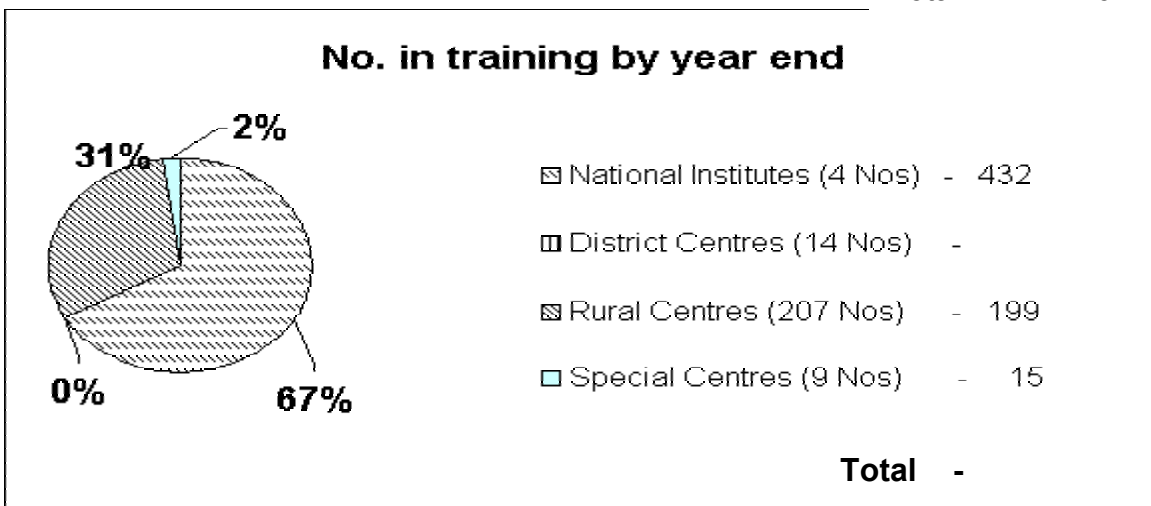 No. in training by year end
2%
31%
National Institutes (4 Nos) - 432
District Centres (14 Nos) -
Rural Centres (207 Nos) - 199
Special Centres (9 Nos) - 15
0%
67%
Total -